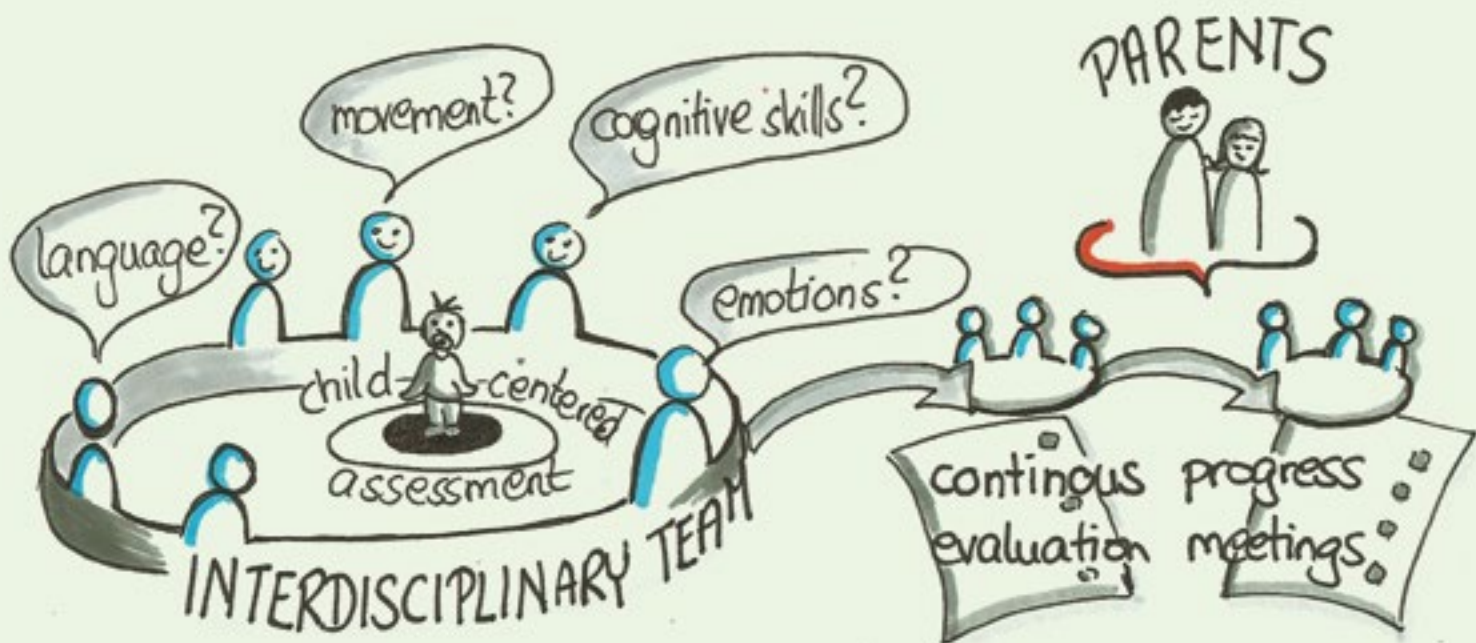 language?
movement?
cognitive skills?
emotions?
child-centered
assessment
INTERDISCIPLINARY TEAM
PARENTS
continous progress
evaluation meetings